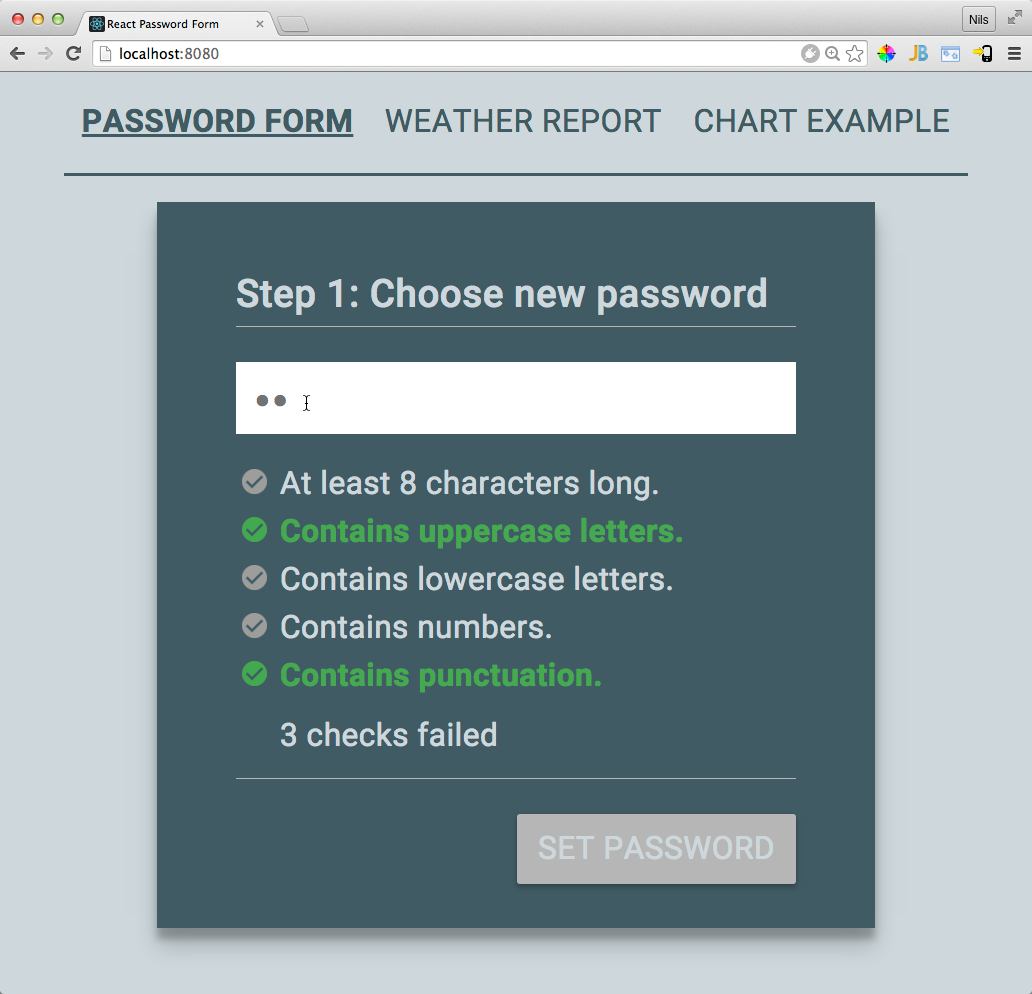 React Password Form
Nils
localhost:8080
JB
PASSWORD FORM WEATHER REPORT CHART EXAMPLE
Step 1: Choose new password
At least 8 characters long.
Contains uppercase letters.
Contains lowercase letters.
Contains numbers.
Contains punctuation.
3 checks failed
SET PASSWORD